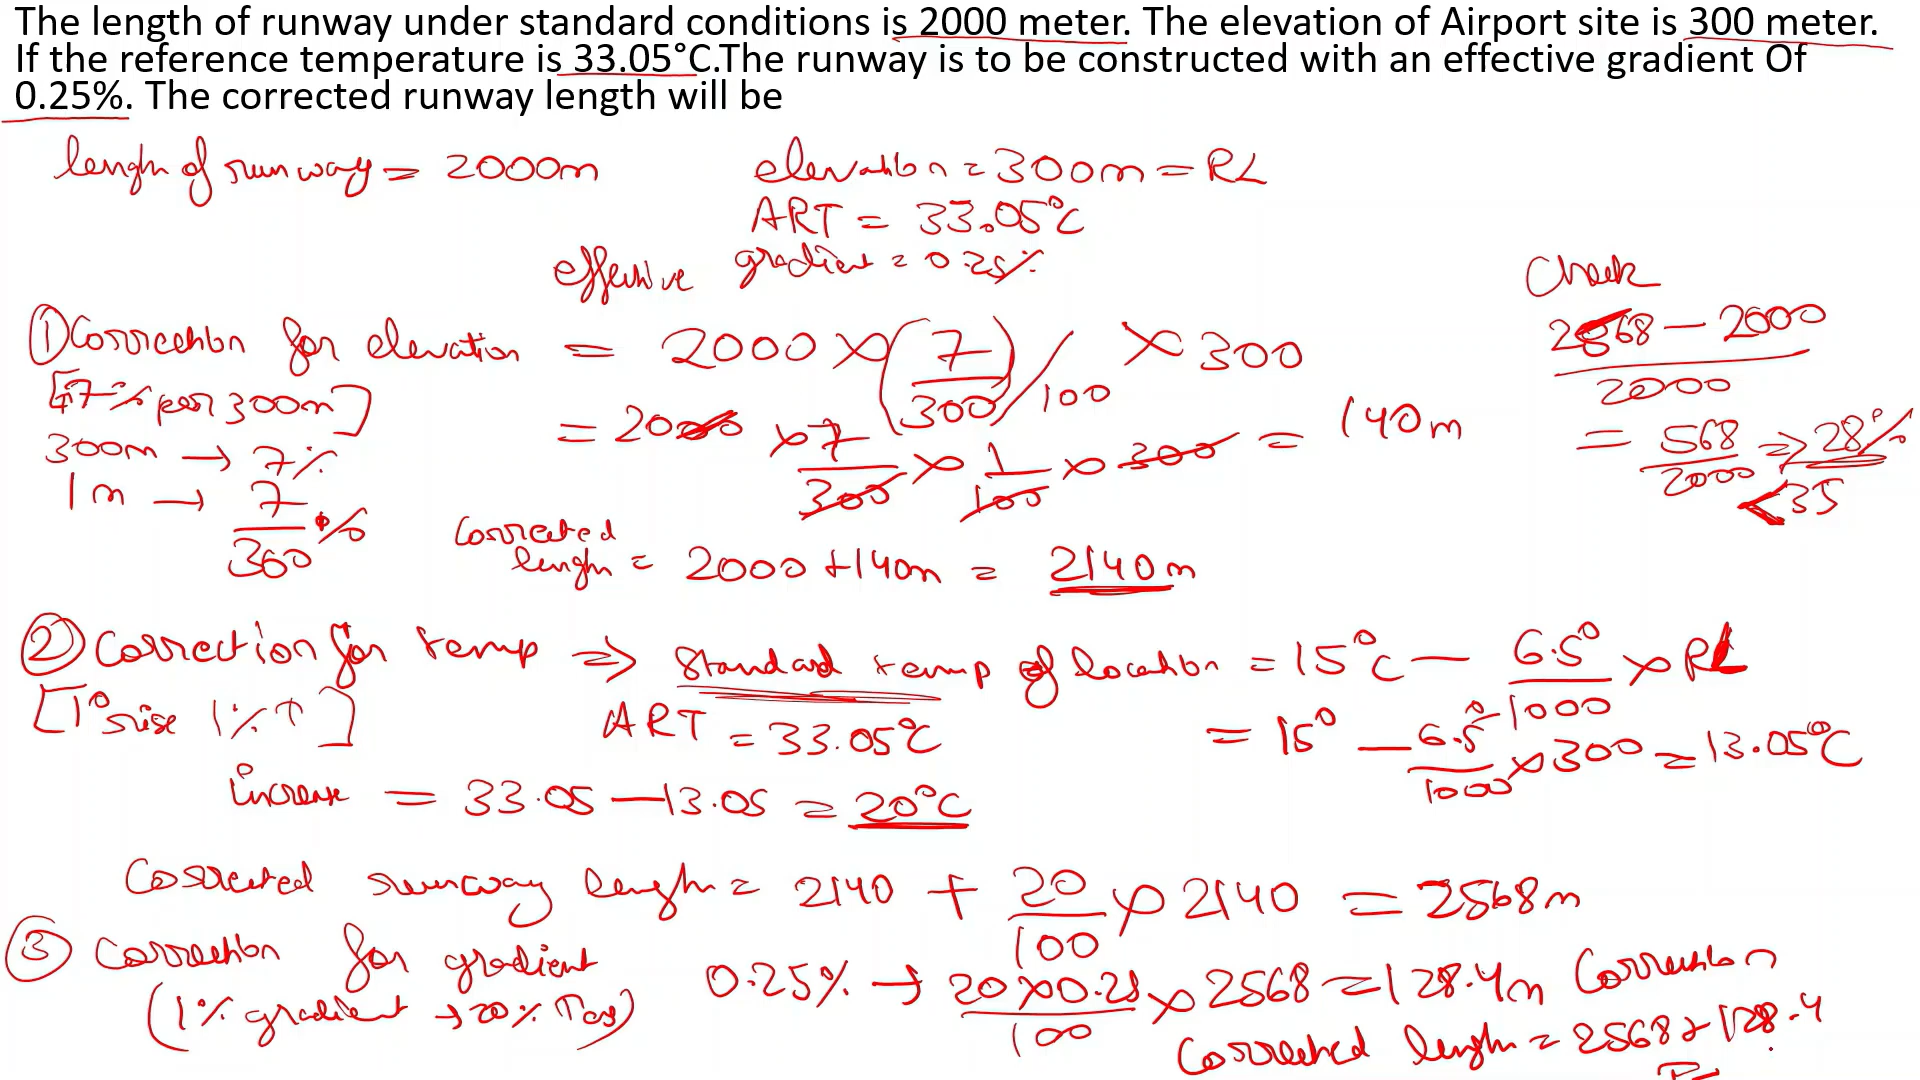 The length of runway under standard conditions is 2000 meter. The elevation of Airport site is 300 meter.
If the reference temperature is 33.05°C.The runway is to be constructed with an effective gradient Of
0.25%. The corrected runway length will be
length of runway = 2000m
elevation = 300m = RL
ART = 33.05°C
effective gradient = 0.25%
① Correction for elevation = 2000 × (7/300)/100 × 300
[7% per 300m]
= 2000 × 7/300 × 1/100 × 300 = 140m
300m → 7%
1m → 7/300 %
Corrected
length = 2000 + 140m = 2140m
Check
2568 - 2000
2000
= 568/2000 ⇒ 28%
< 35
② Correction for temp ⇒ Standard temp of location = 15°C - 6.5°/1000 × RL
[1° rise 1% ↑]
ART = 33.05°C
= 15° - 6.5°/1000 × 300 = 13.05°C
increase = 33.05 - 13.05 = 20°C
Corrected runway length = 2140 + 20/100 × 2140 = 2568m
③ Correction for gradient
(1% gradient → 20%
0.25% → 20×0.25/100 × 2568 = 128.4m Correction
Corrected length = 2568 + 128.4